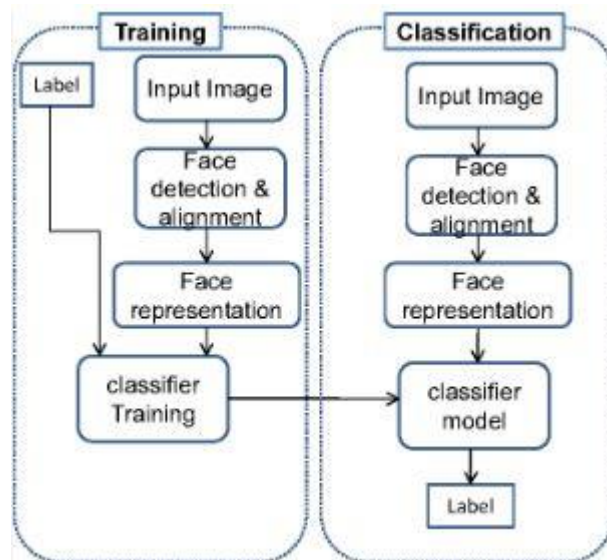 Training
Label
Input Image
Face
detection &
alignment
Face
representation
classifier
Training
Classification
Input Image
Face
detection &
alignment
Face
representation
classifier
model
Label